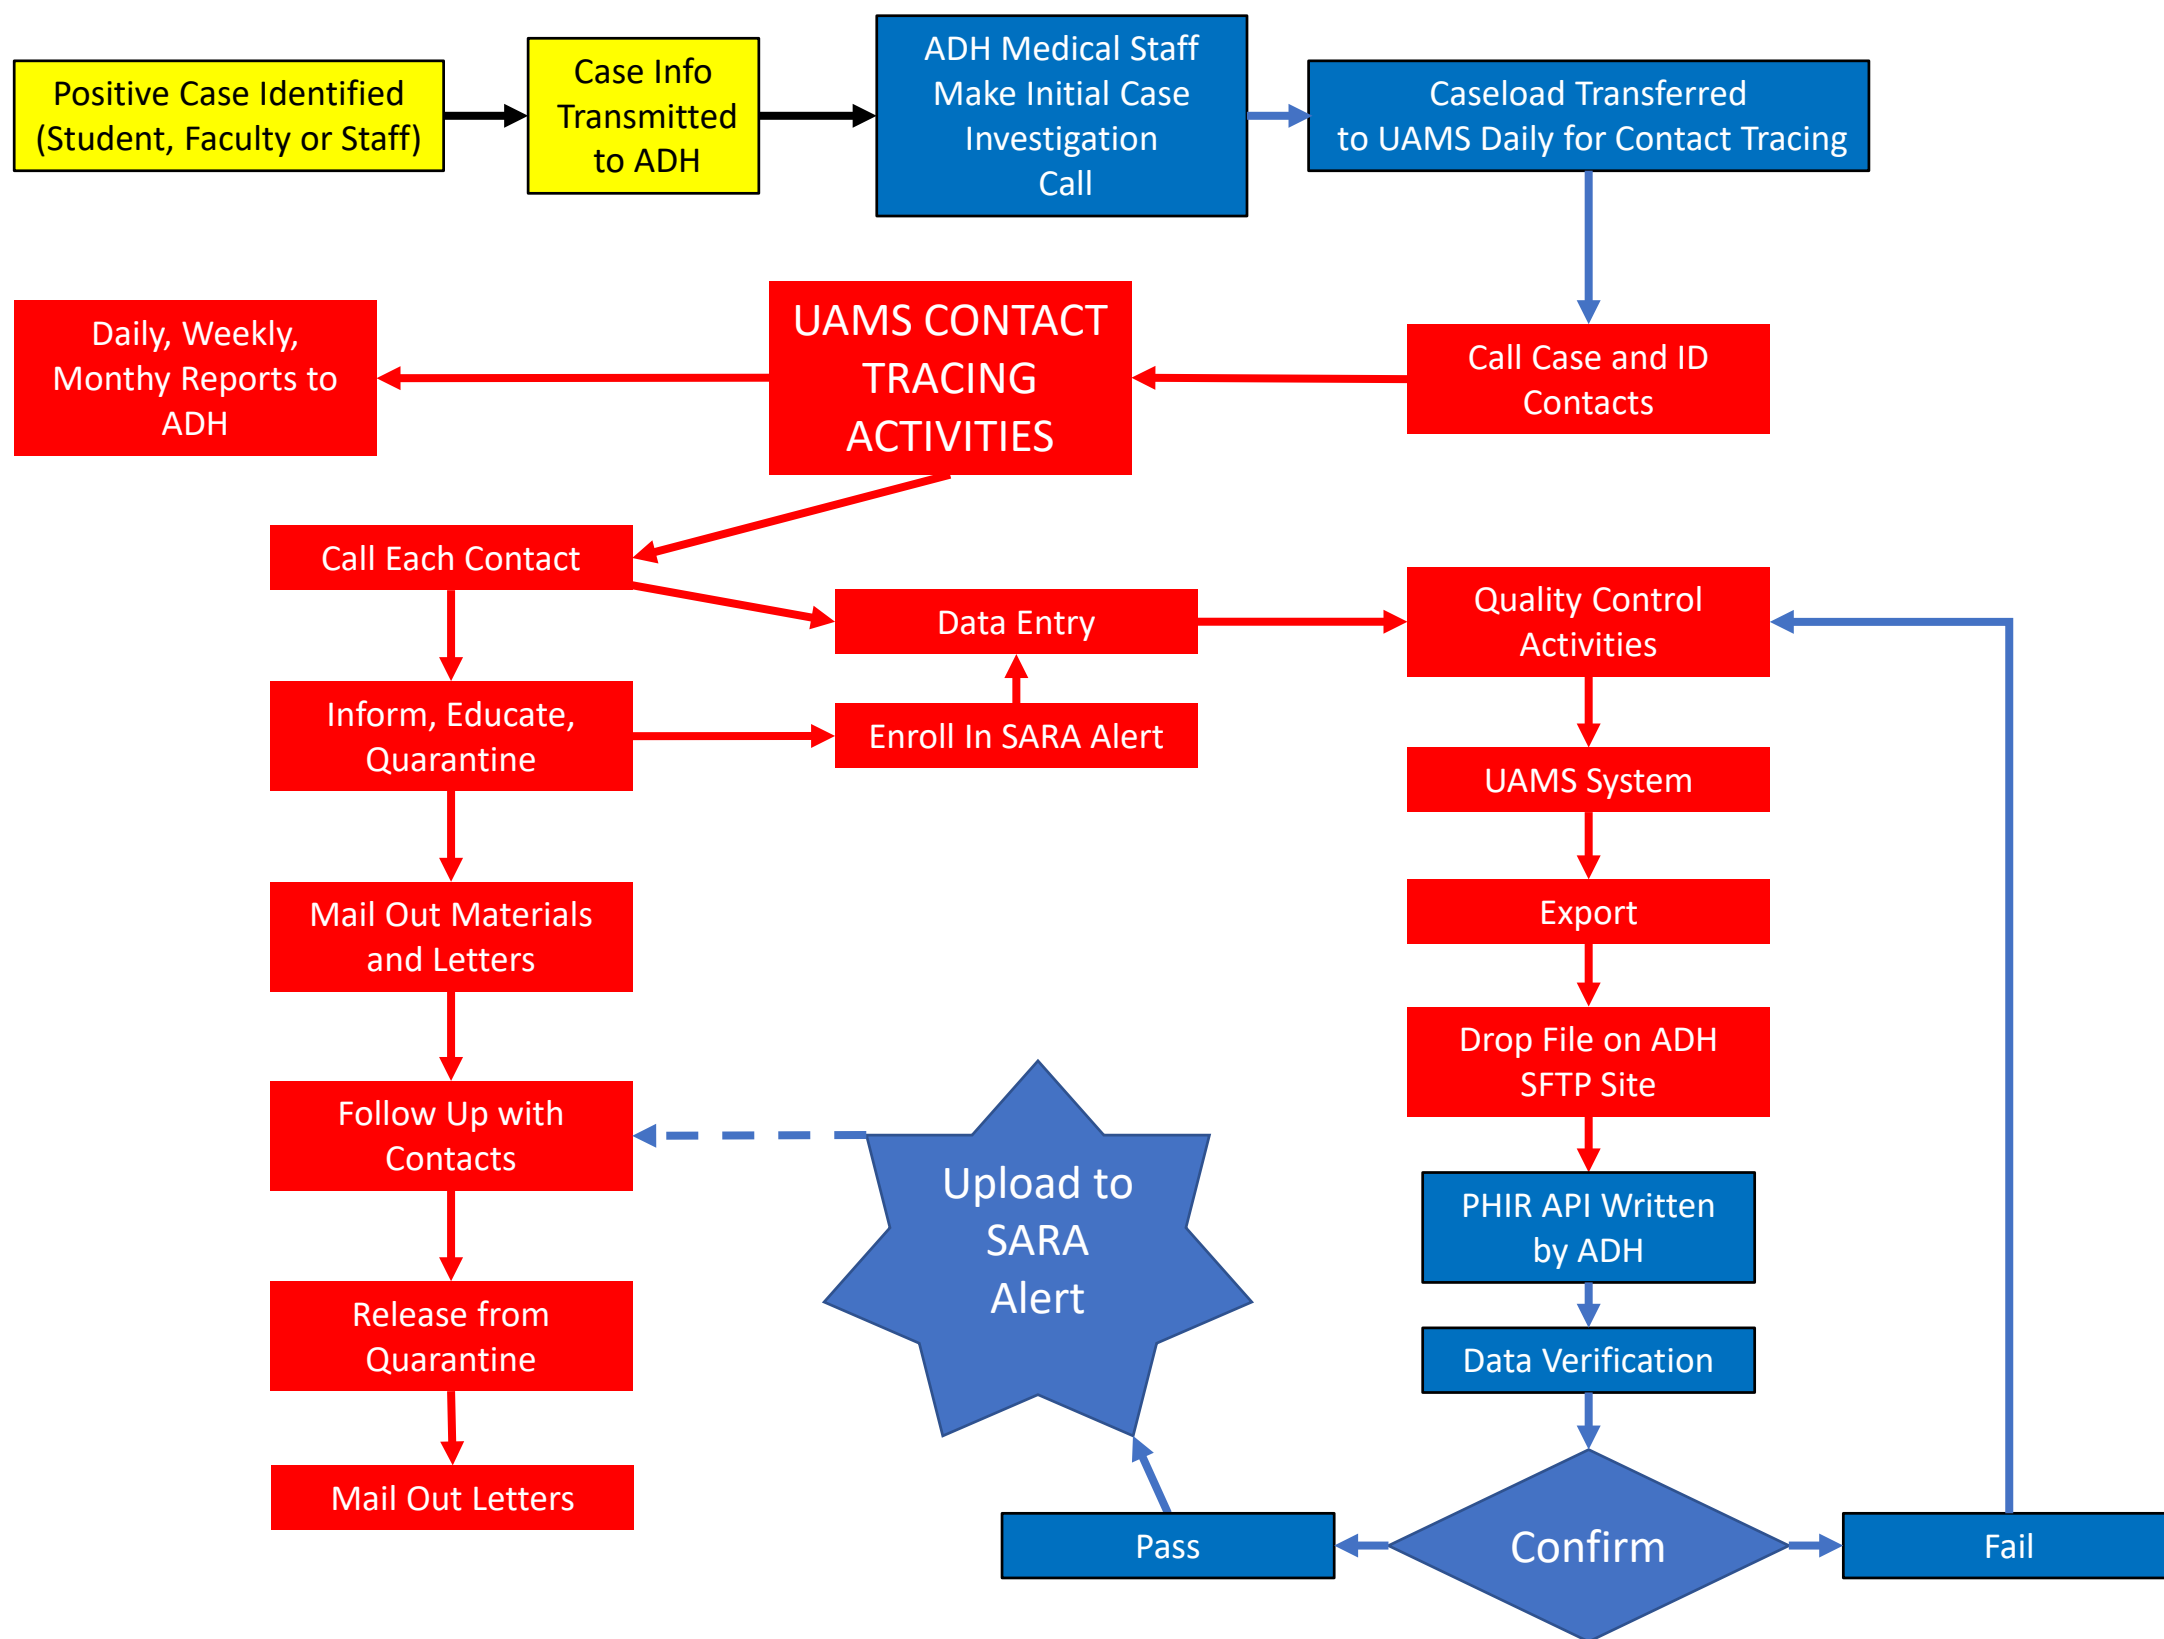 Positive Case Identified
(Student, Faculty or Staff)
Case Info
Transmitted
to ADH
ADH Medical Staff
Make Initial Case
Investigation
Call
Caseload Transferred
to UAMS Daily for Contact Tracing
Daily, Weekly,
Monthy Reports to
ADH
UAMS CONTACT
TRACING
ACTIVITIES
Call Case and ID
Contacts
Call Each Contact
Data Entry
Quality Control
Activities
Inform, Educate,
Quarantine
Enroll In SARA Alert
UAMS System
Mail Out Materials
and Letters
Export
Drop File on ADH
SFTP Site
Follow Up with
Contacts
Upload to
SARA
Alert
PHIR API Written
by ADH
Release from
Quarantine
Data Verification
Mail Out Letters
Pass
Confirm
Fail